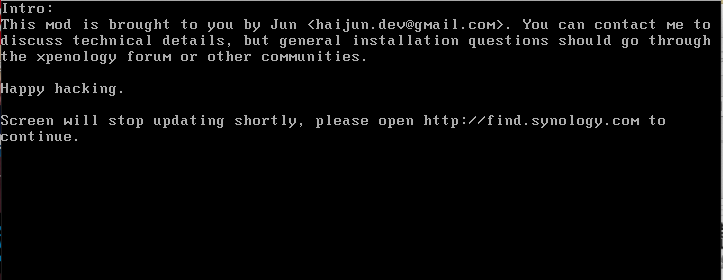 Intro:
This mod is brought to you by Jun <haijun.dev@gmail.com>. You can contact me to
discuss technical details, but general installation questions should go through
the xpenology forum or other communities.
Happy hacking.
Screen will stop updating shortly, please open http://find.synology.com to
continue.